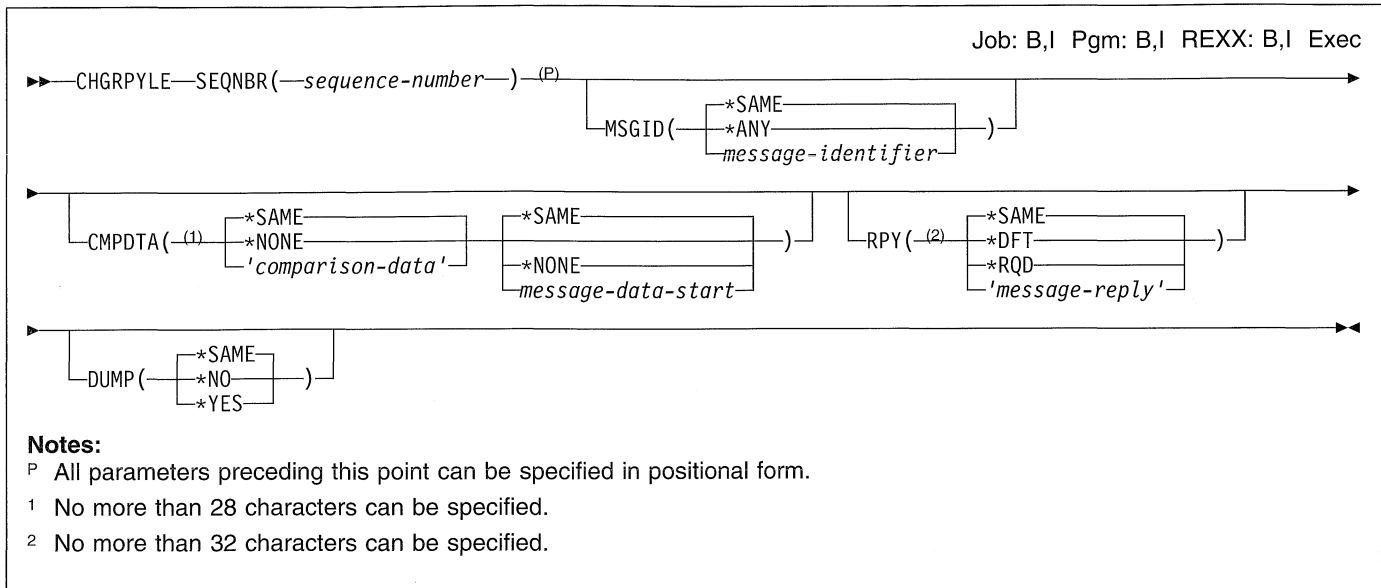 Job: B,I Pgm: B,I REXX: B,I Exec
CHGRPYLE SEQNBR( sequence-number ) (P)
*SAME
MSGID( *ANY )
message-identifier
*SAME *SAME *SAME
CMPDTA( (1) *NONE ) RPY( (2) *DFT )
'comparison-data' *NONE *RQD
message-data-start 'message-reply'
*SAME
DUMP( *NO )
*YES
Notes:
P All parameters preceding this point can be specified in positional form.
1 No more than 28 characters can be specified.
2 No more than 32 characters can be specified.